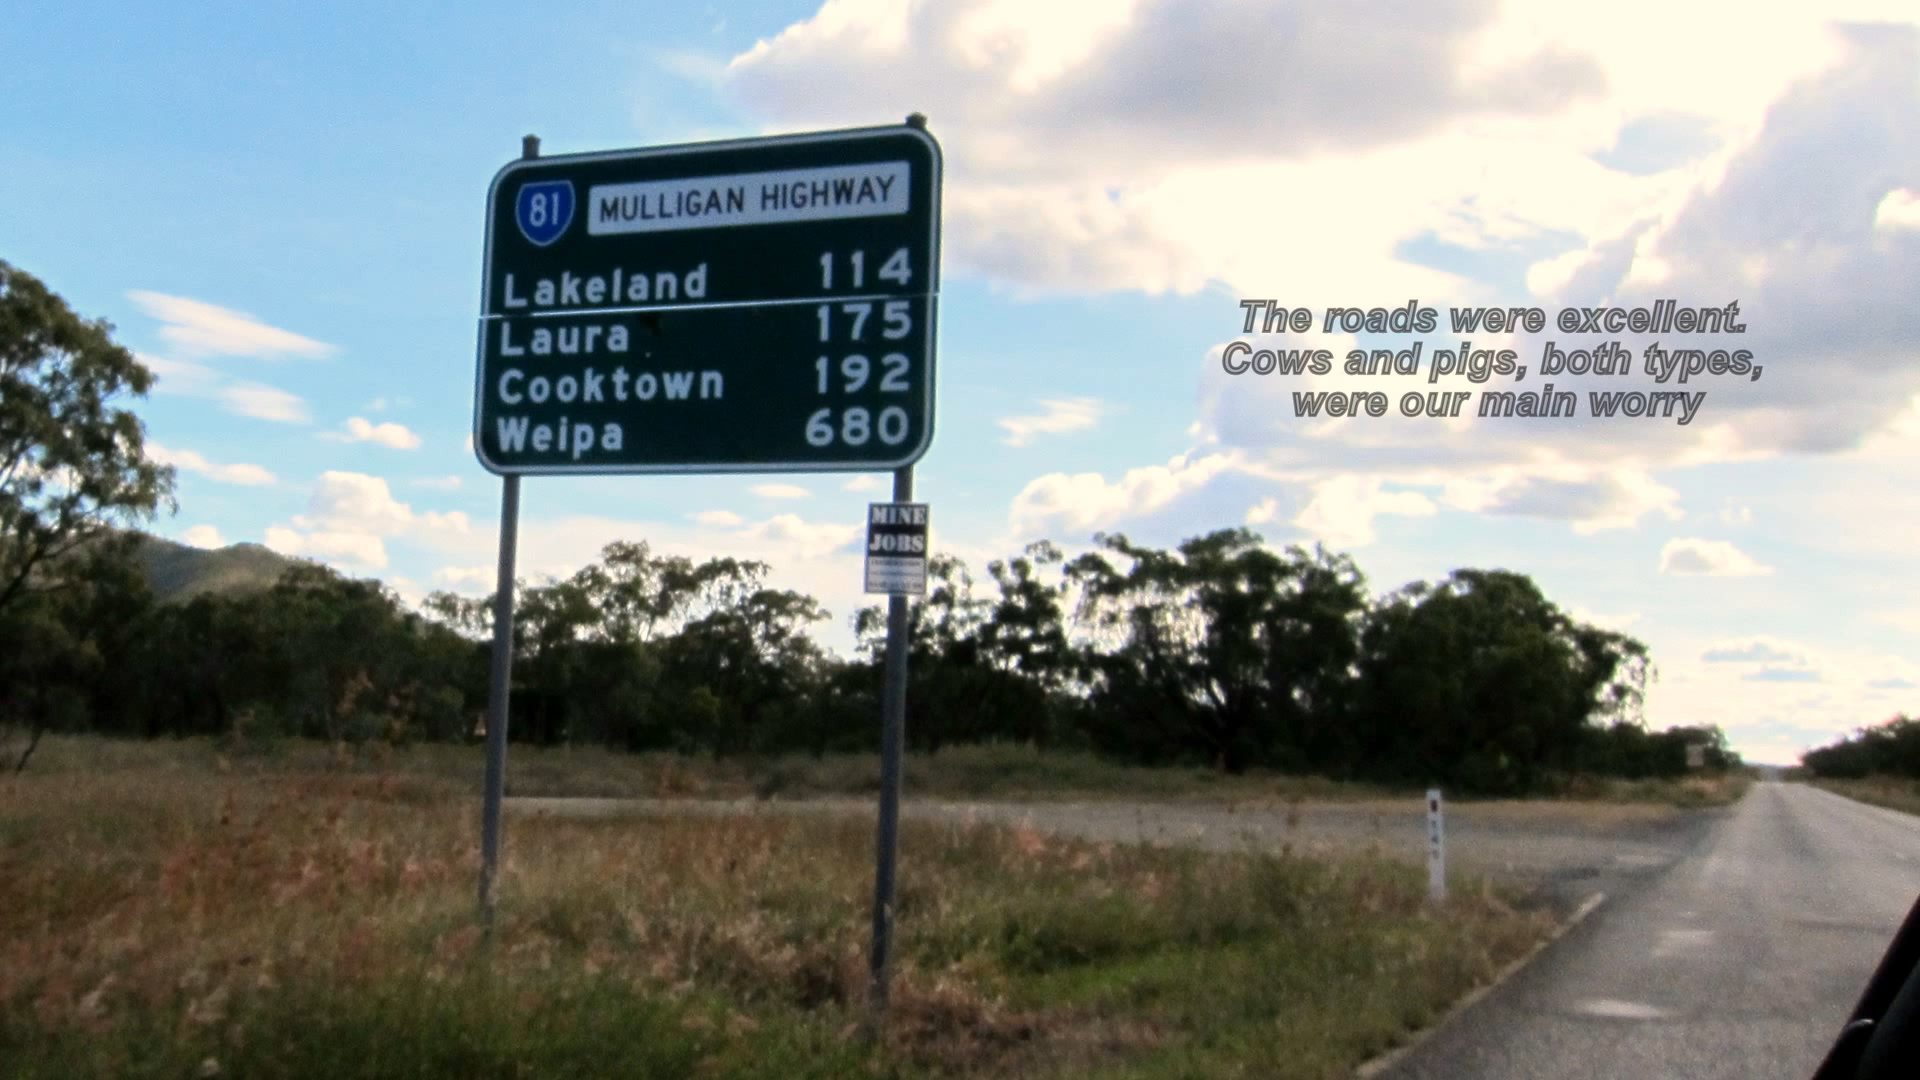 81 MULLIGAN HIGHWAY
Lakeland 114
Laura 175
Cooktown 192
Weipa 680
The roads were excellent.
Cows and pigs, both types,
were our main worry
MINE
JOBS